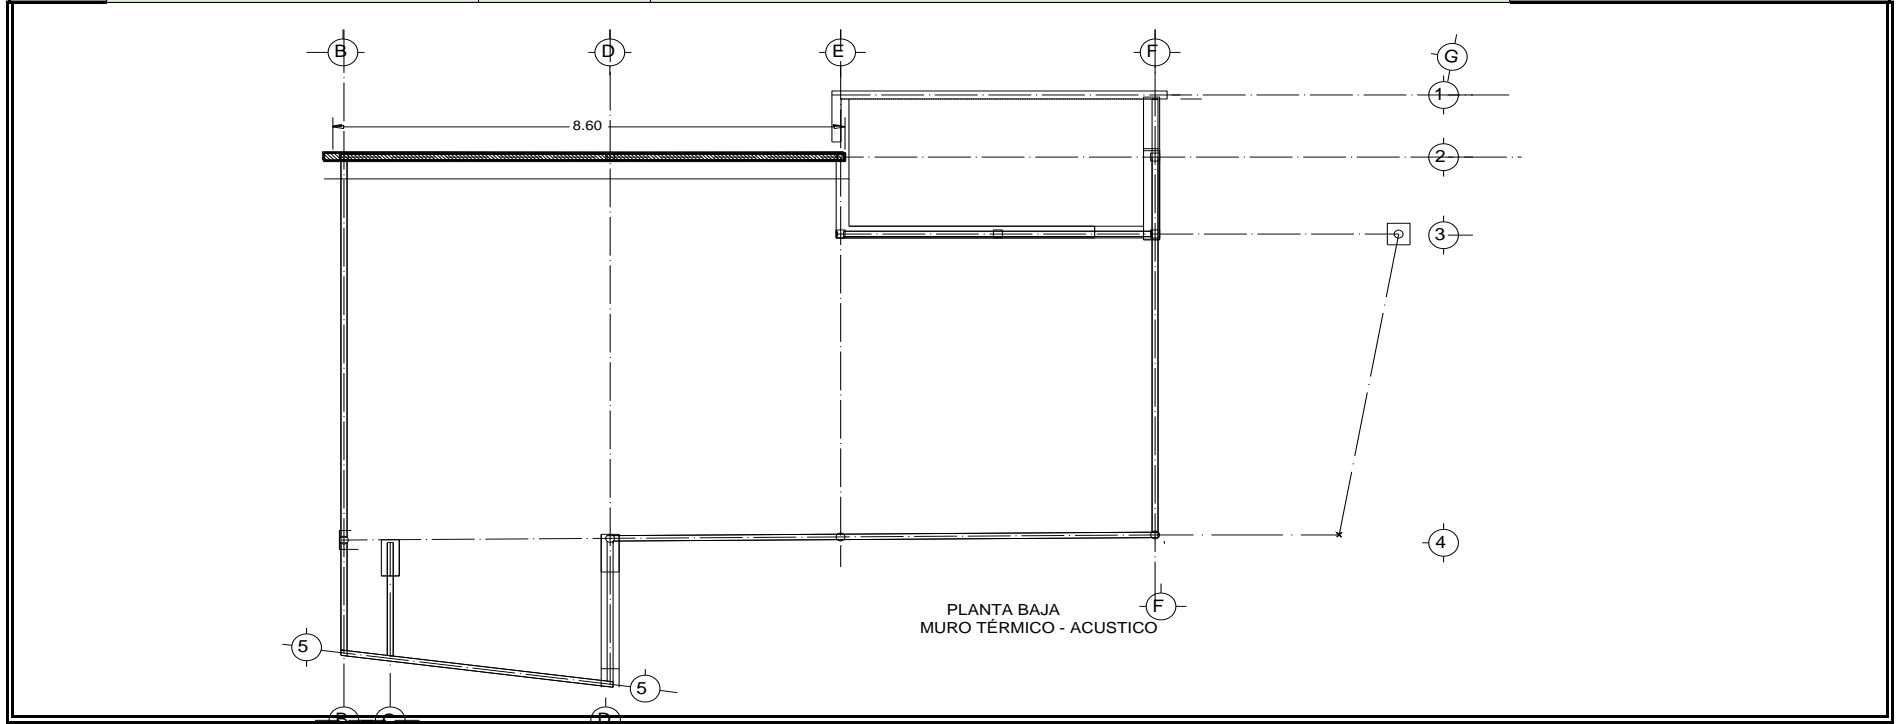 B D E F G
1
8.60
2
3
4
F
PLANTA BAJA
MURO TÉRMICO - ACUSTICO
5
5
B C D